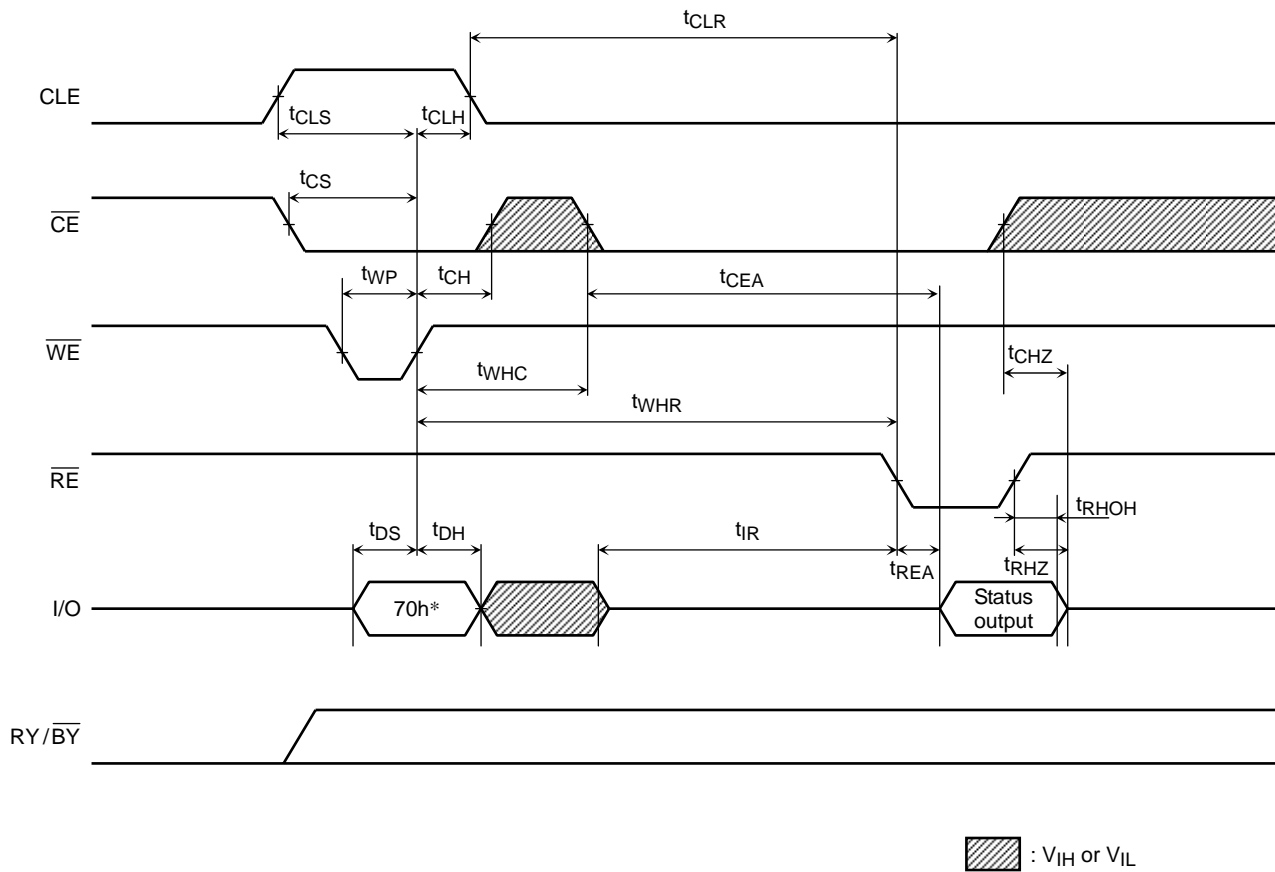 tCLR
CLE
tCLS
tCLH
tCS
CE
tWP
tCH
tCEA
WE
tCHZ
tWHC
tWHR
RE
tRHOH
tDS
tDH
tIR
tREA
tRHZ
I/O
70h*
Status
output
RY/BY
: VIH or VIL